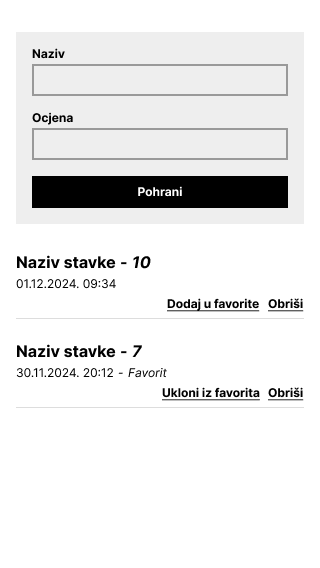 Naziv
Ocjena
Pohrani
Naziv stavke - 10
01.12.2024. 09:34
Dodaj u favorite Obriši
Naziv stavke - 7
30.11.2024. 20:12 - Favorit
Ukloni iz favorita Obriši